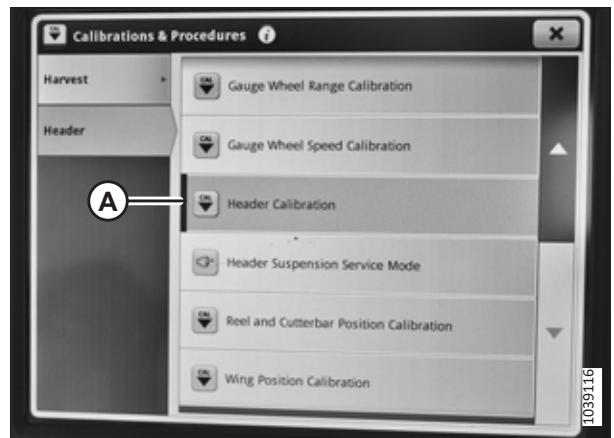 Calibrations & Procedures
Harvest
Header
Gauge Wheel Range Calibration
Gauge Wheel Speed Calibration
A
Header Calibration
Header Suspension Service Mode
Reel and Cutterbar Position Calibration
Wing Position Calibration
1039116